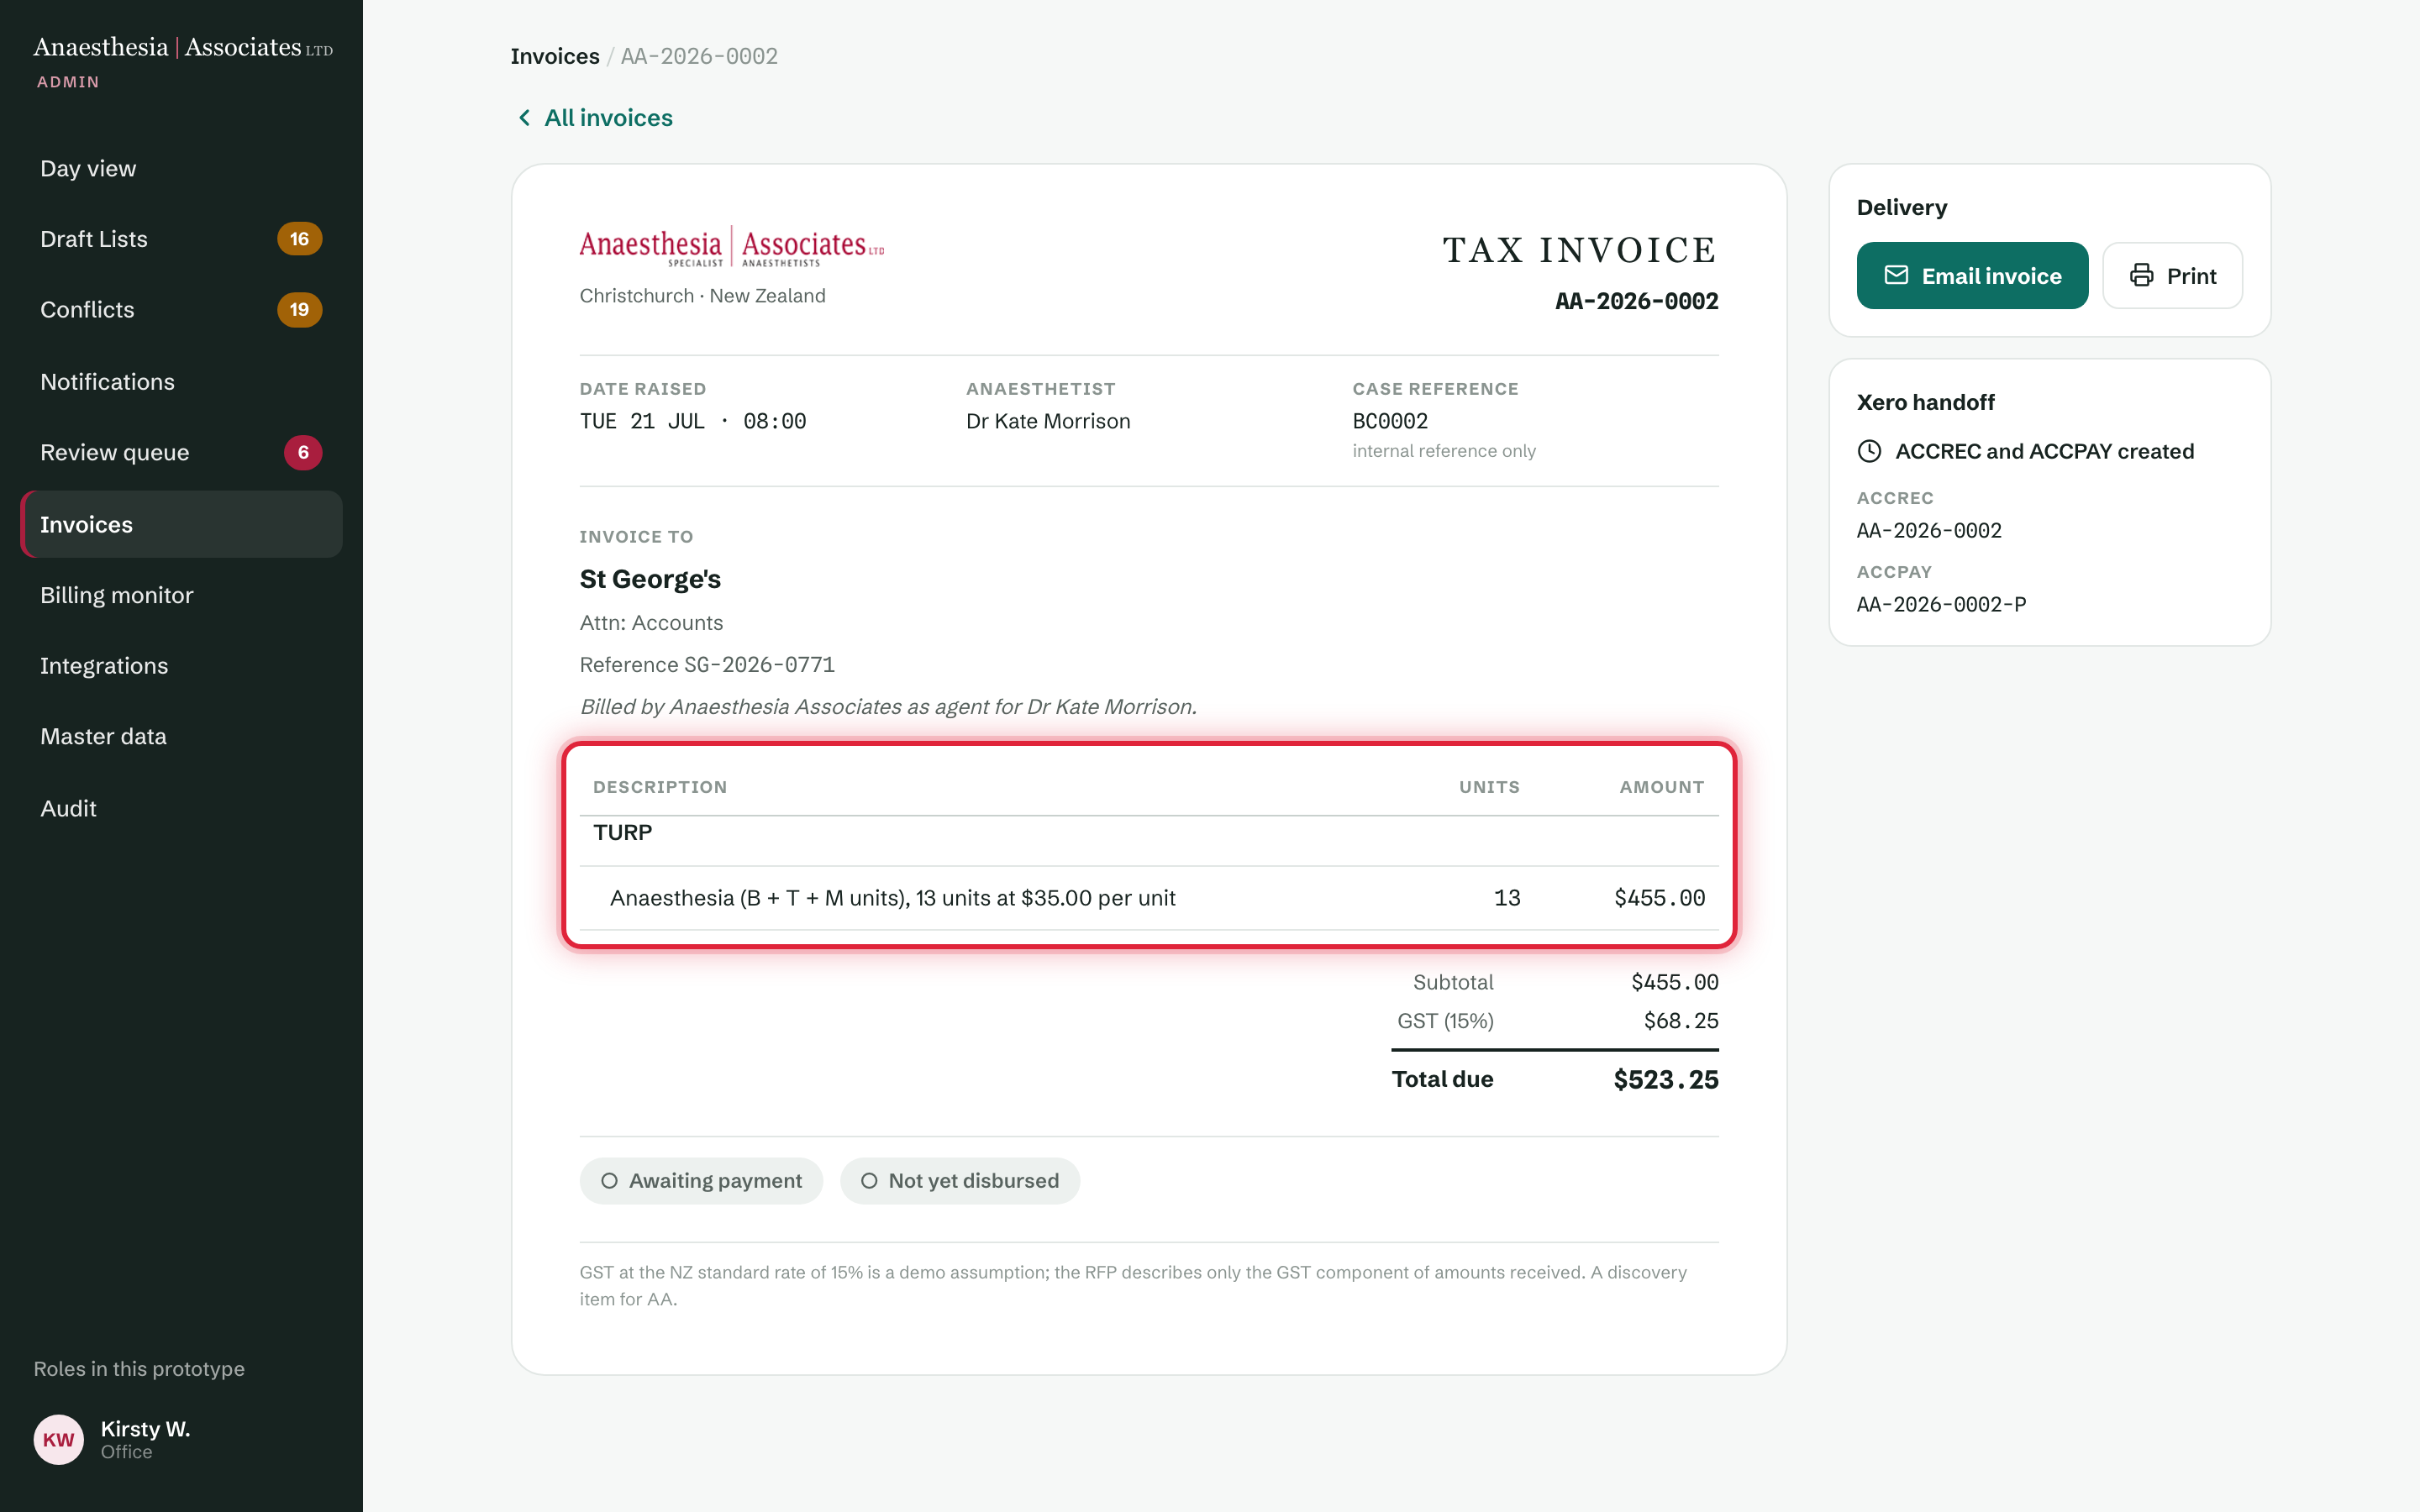 Anaesthesia | Associates LTD
ADMIN
Day view
Draft Lists 16
Conflicts 19
Notifications
Review queue 6
Invoices
Billing monitor
Integrations
Master data
Audit
Roles in this prototype
KW
Kirsty W.
Office
Invoices / AA-2026-0002
All invoices
Anaesthesia | Associates LTD
SPECIALIST ANAESTHETISTS
Christchurch · New Zealand
TAX INVOICE
AA-2026-0002
DATE RAISED
TUE 21 JUL · 08:00
ANAESTHETIST
Dr Kate Morrison
CASE REFERENCE
BC0002
internal reference only
INVOICE TO
St George's
Attn: Accounts
Reference SG-2026-0771
Billed by Anaesthesia Associates as agent for Dr Kate Morrison.
DESCRIPTION UNITS AMOUNT
TURP
Anaesthesia (B + T + M units), 13 units at $35.00 per unit 13 $455.00
Subtotal $455.00
GST (15%) $68.25
Total due $523.25
Awaiting payment
Not yet disbursed
GST at the NZ standard rate of 15% is a demo assumption; the RFP describes only the GST component of amounts received. A discovery
item for AA.
Delivery
Email invoice
Print
Xero handoff
ACCREC and ACCPAY created
ACCREC
AA-2026-0002
ACCPAY
AA-2026-0002-P